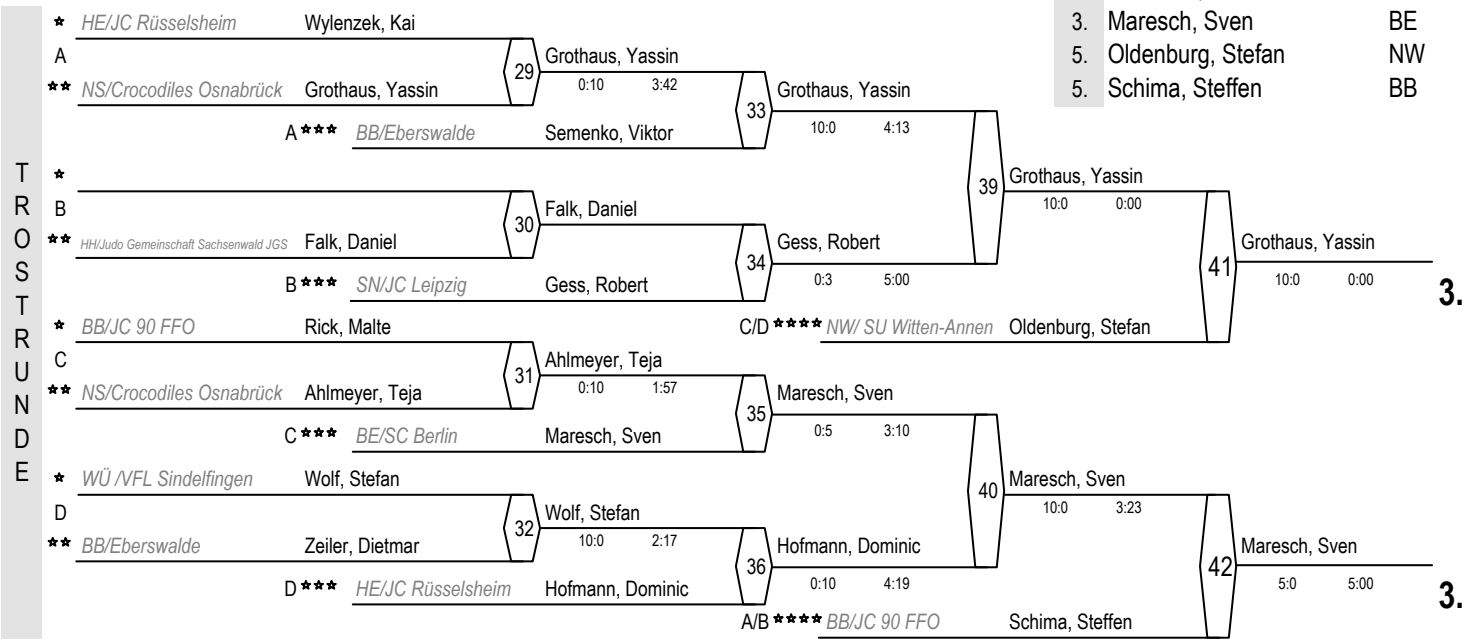 3. Maresch, Sven BE
5. Oldenburg, Stefan NW
5. Schima, Steffen BB
TROSTRUNDE
* HE/JC Rüsselsheim Wylenzek, Kai
A
** NS/Crocodiles Osnabrück Grothaus, Yassin
29 Grothaus, Yassin
0:10 3:42
A *** BB/Eberswalde Semenko, Viktor
33 Grothaus, Yassin
10:0 4:13
*
B
** HH/Judo Gemeinschaft Sachsenwald JGS Falk, Daniel
30 Falk, Daniel
B *** SN/JC Leipzig Gess, Robert
34 Gess, Robert
0:3 5:00
39 Grothaus, Yassin
10:0 0:00
C/D **** NW/ SU Witten-Annen Oldenburg, Stefan
41 Grothaus, Yassin
10:0 0:00
3.
* BB/JC 90 FFO Rick, Malte
C
** NS/Crocodiles Osnabrück Ahlmeyer, Teja
31 Ahlmeyer, Teja
0:10 1:57
C *** BE/SC Berlin Maresch, Sven
35 Maresch, Sven
0:5 3:10
* WÜ /VFL Sindelfingen Wolf, Stefan
D
** BB/Eberswalde Zeiler, Dietmar
32 Wolf, Stefan
10:0 2:17
D *** HE/JC Rüsselsheim Hofmann, Dominic
36 Hofmann, Dominic
0:10 4:19
40 Maresch, Sven
10:0 3:23
A/B **** BB/JC 90 FFO Schima, Steffen
42 Maresch, Sven
5:0 5:00
3.